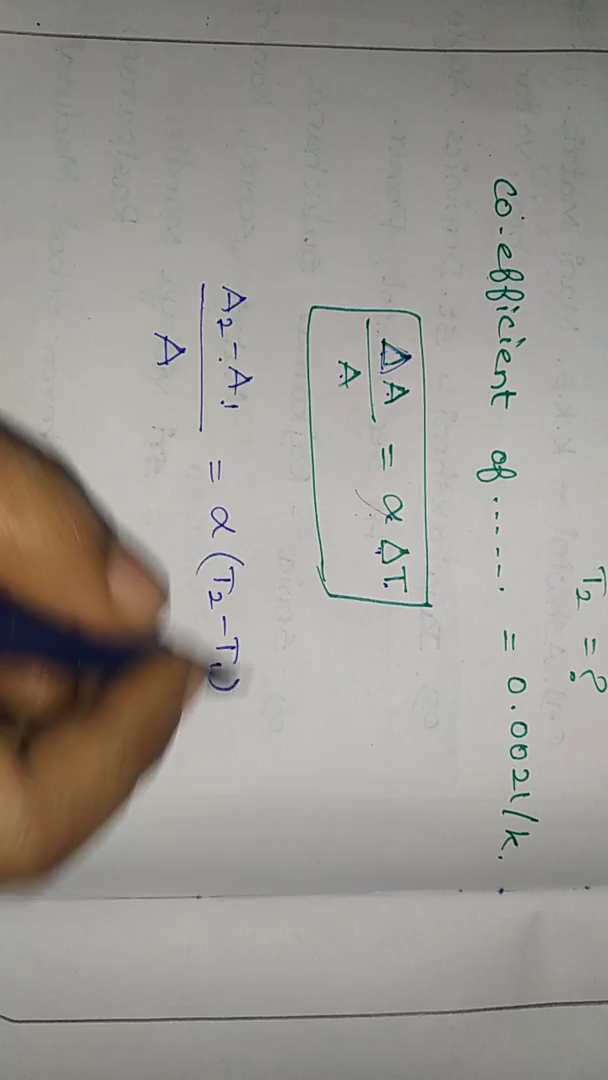 T₂ = ?
Co-efficient of ...... = 0.0021/k.
ΔA/A = α ΔT.
A₂ - A₁/A = α (T₂ - T₁)